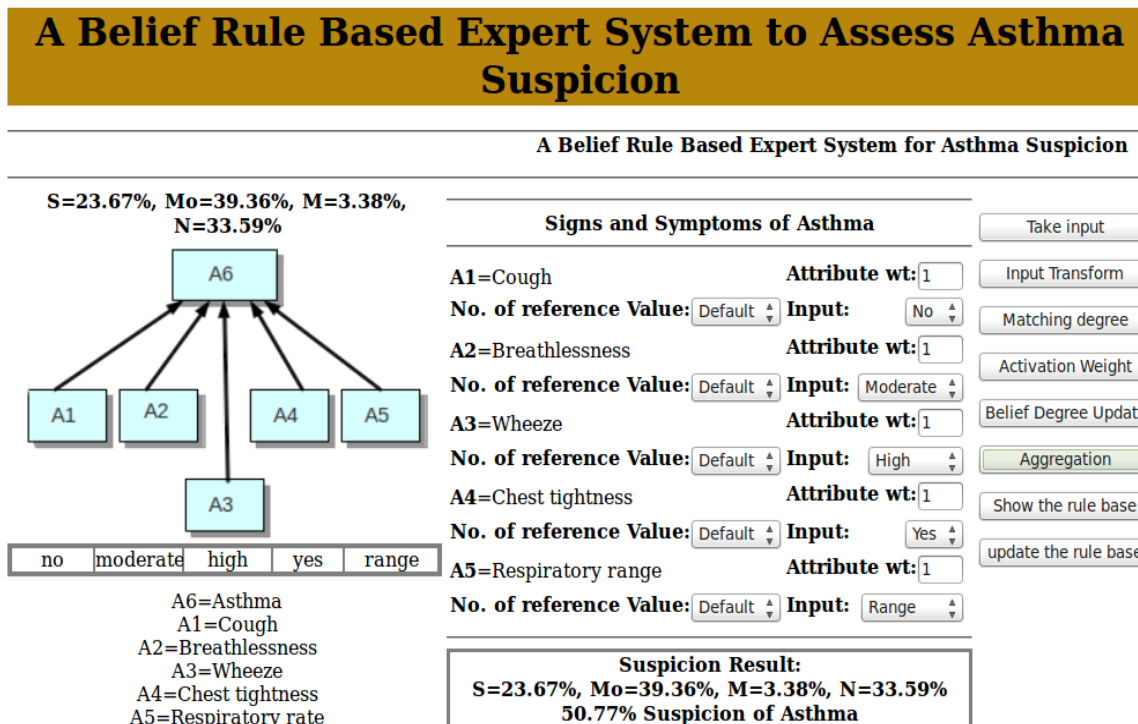 A Belief Rule Based Expert System to Assess Asthma
Suspicion
A Belief Rule Based Expert System for Asthma Suspicion
S=23.67%, Mo=39.36%, M=3.38%,
N=33.59%
A6
A1
A2
A4
A5
A3
no moderate high yes range
A6=Asthma
A1=Cough
A2=Breathlessness
A3=Wheeze
A4=Chest tightness
A5=Respiratory rate
Signs and Symptoms of Asthma
A1=Cough Attribute wt: 1
No. of reference Value: Default Input: No
A2=Breathlessness Attribute wt: 1
No. of reference Value: Default Input: Moderate
A3=Wheeze Attribute wt: 1
No. of reference Value: Default Input: High
A4=Chest tightness Attribute wt: 1
No. of reference Value: Default Input: Yes
A5=Respiratory range Attribute wt: 1
No. of reference Value: Default Input: Range
Suspicion Result:
S=23.67%, Mo=39.36%, M=3.38%, N=33.59%
50.77% Suspicion of Asthma
Take input
Input Transform
Matching degree
Activation Weight
Belief Degree Updat
Aggregation
Show the rule base
update the rule base